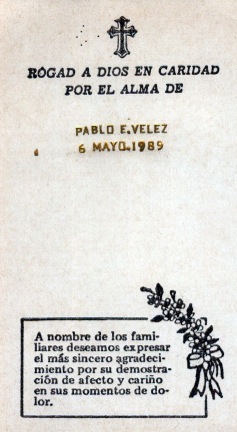 ROGAD A DIOS EN CARIDAD
POR EL ALMA DE
PABLO E. VELEZ
6 MAYO. 1989
A nombre de los fami-
liares deseamos expresar
el más sincero agradeci-
miento por su demostra-
ción de afecto y cariño
en sus momentos de do-
lor.